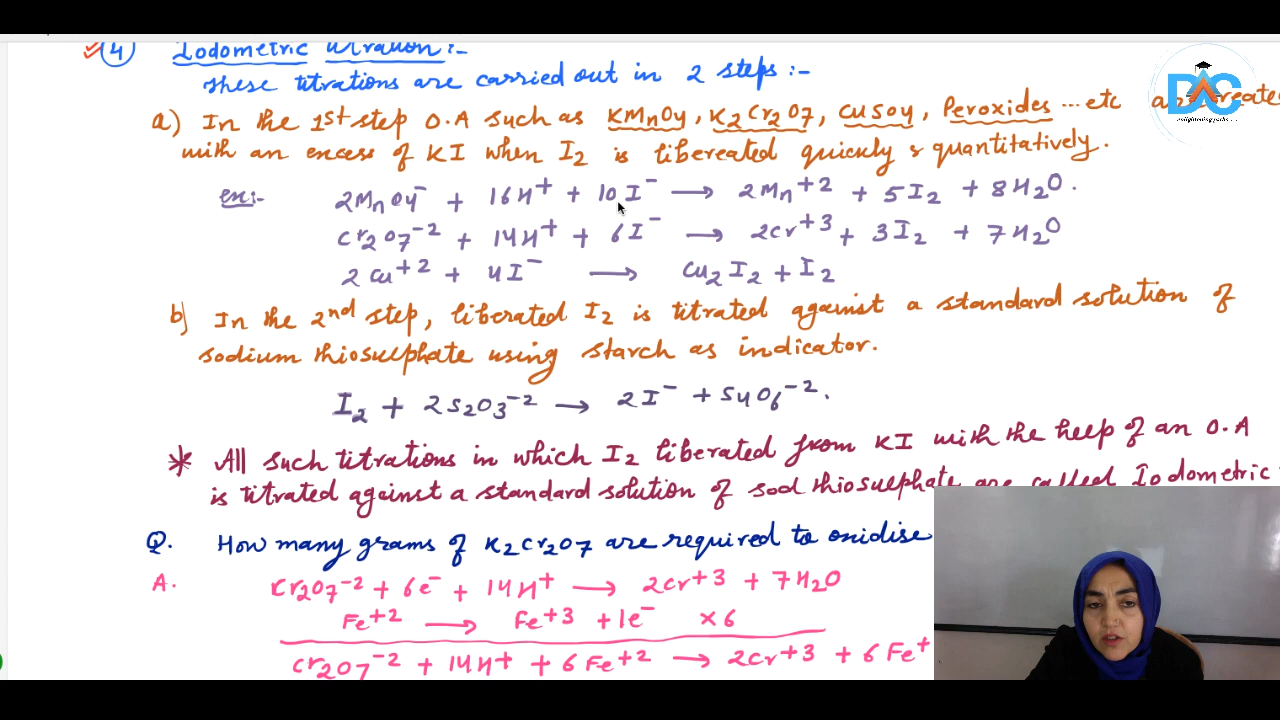 ④ Iodometric titration:-
These titrations are carried out in 2 steps:-
DAC
a) In the 1st step O.A such as KMnO4, K2Cr2O7, CuSO4, Peroxides ...etc are treated
with an excess of KI when I2 is libereated quickly & quantitatively.
ex:- 2MnO4⁻ + 16H⁺ + 10I⁻ → 2Mn⁺² + 5I2 + 8H2O.
Cr2O7⁻² + 14H⁺ + 6I⁻ → 2Cr⁺³ + 3I2 + 7H2O
2Cu⁺² + 4I⁻ → Cu2I2 + I2
b) In the 2nd step, liberated I2 is titrated against a standard solution of
sodium thiosulphate using starch as indicator.
I2 + 2S2O3⁻² → 2I⁻ + S4O6⁻².
* All such titrations in which I2 liberated from KI with the help of an O.A
is titrated against a standard solution of sod thiosulphate are called Iodometric
Q. How many grams of K2Cr2O7 are required to oxidise
A. Cr2O7⁻² + 6e⁻ + 14H⁺ → 2Cr⁺³ + 7H2O
Fe⁺² → Fe⁺³ + 1e⁻ ×6
Cr2O7⁻² + 14H⁺ + 6Fe⁺² → 2Cr⁺³ + 6Fe⁺